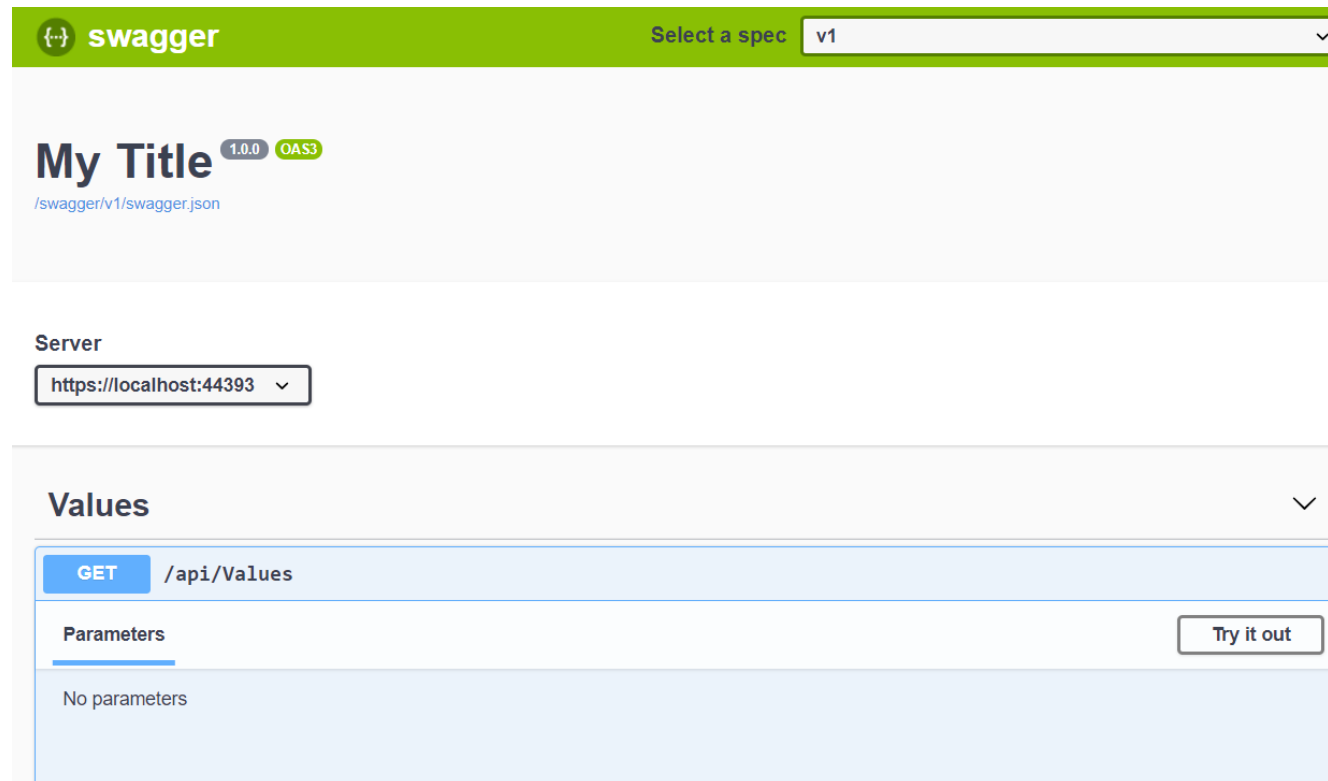 {···} swagger Select a spec v1
My Title 1.0.0 OAS3
/swagger/v1/swagger.json
Server
https://localhost:44393
Values
GET /api/Values
Parameters Try it out
No parameters